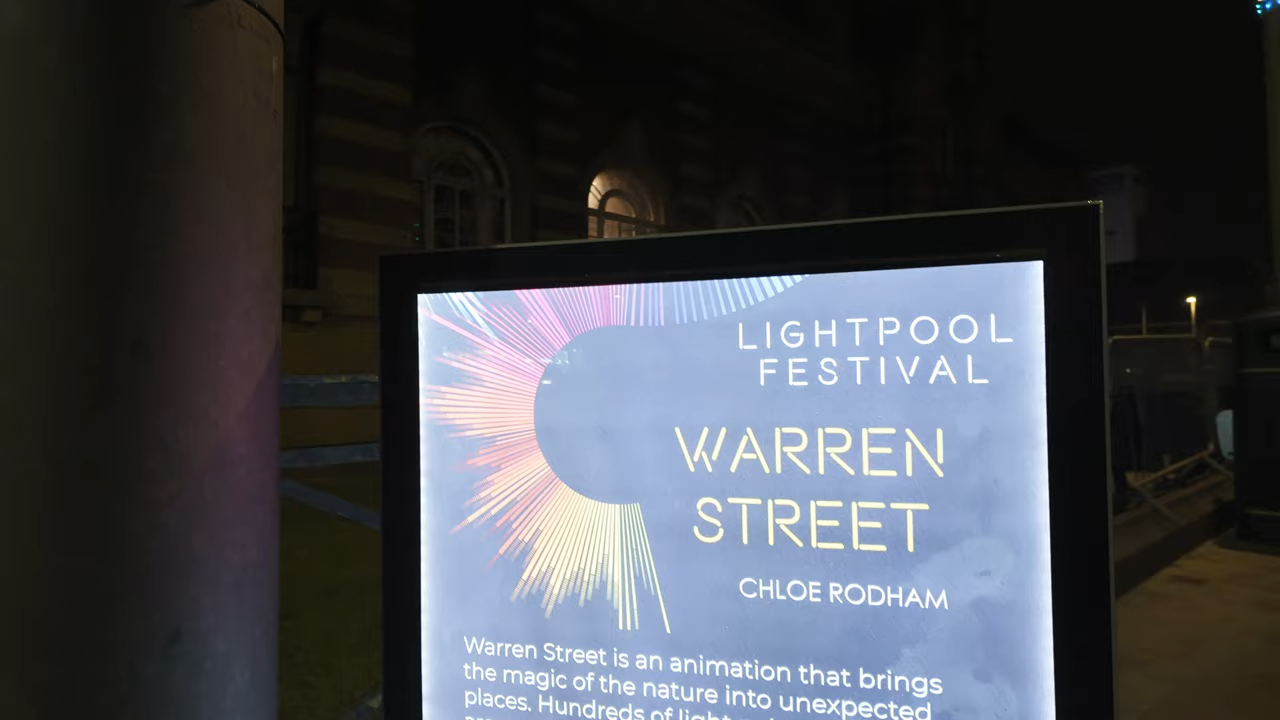 LIGHTPOOL
FESTIVAL
WARREN
STREET
CHLOE RODHAM
Warren Street is an animation that brings
the magic of the nature into unexpected
places. Hundreds of light